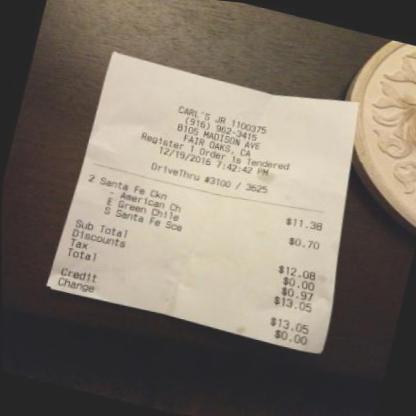 CARL'S JR 1100375
(916) 962-3415
8105 MADISON AVE
FAIR OAKS, CA
Register 1 Order is Tendered
12/19/2016 7:42:42 PM
DriveThru #3100 / 3625
2 Santa Fe Ckn $11.38
- American Ch
E Green Chile $0.70
S Santa Fe Sce
Sub Total $12.08
Discounts $0.00
Tax $0.97
Total $13.05
Credit $13.05
Change $0.00